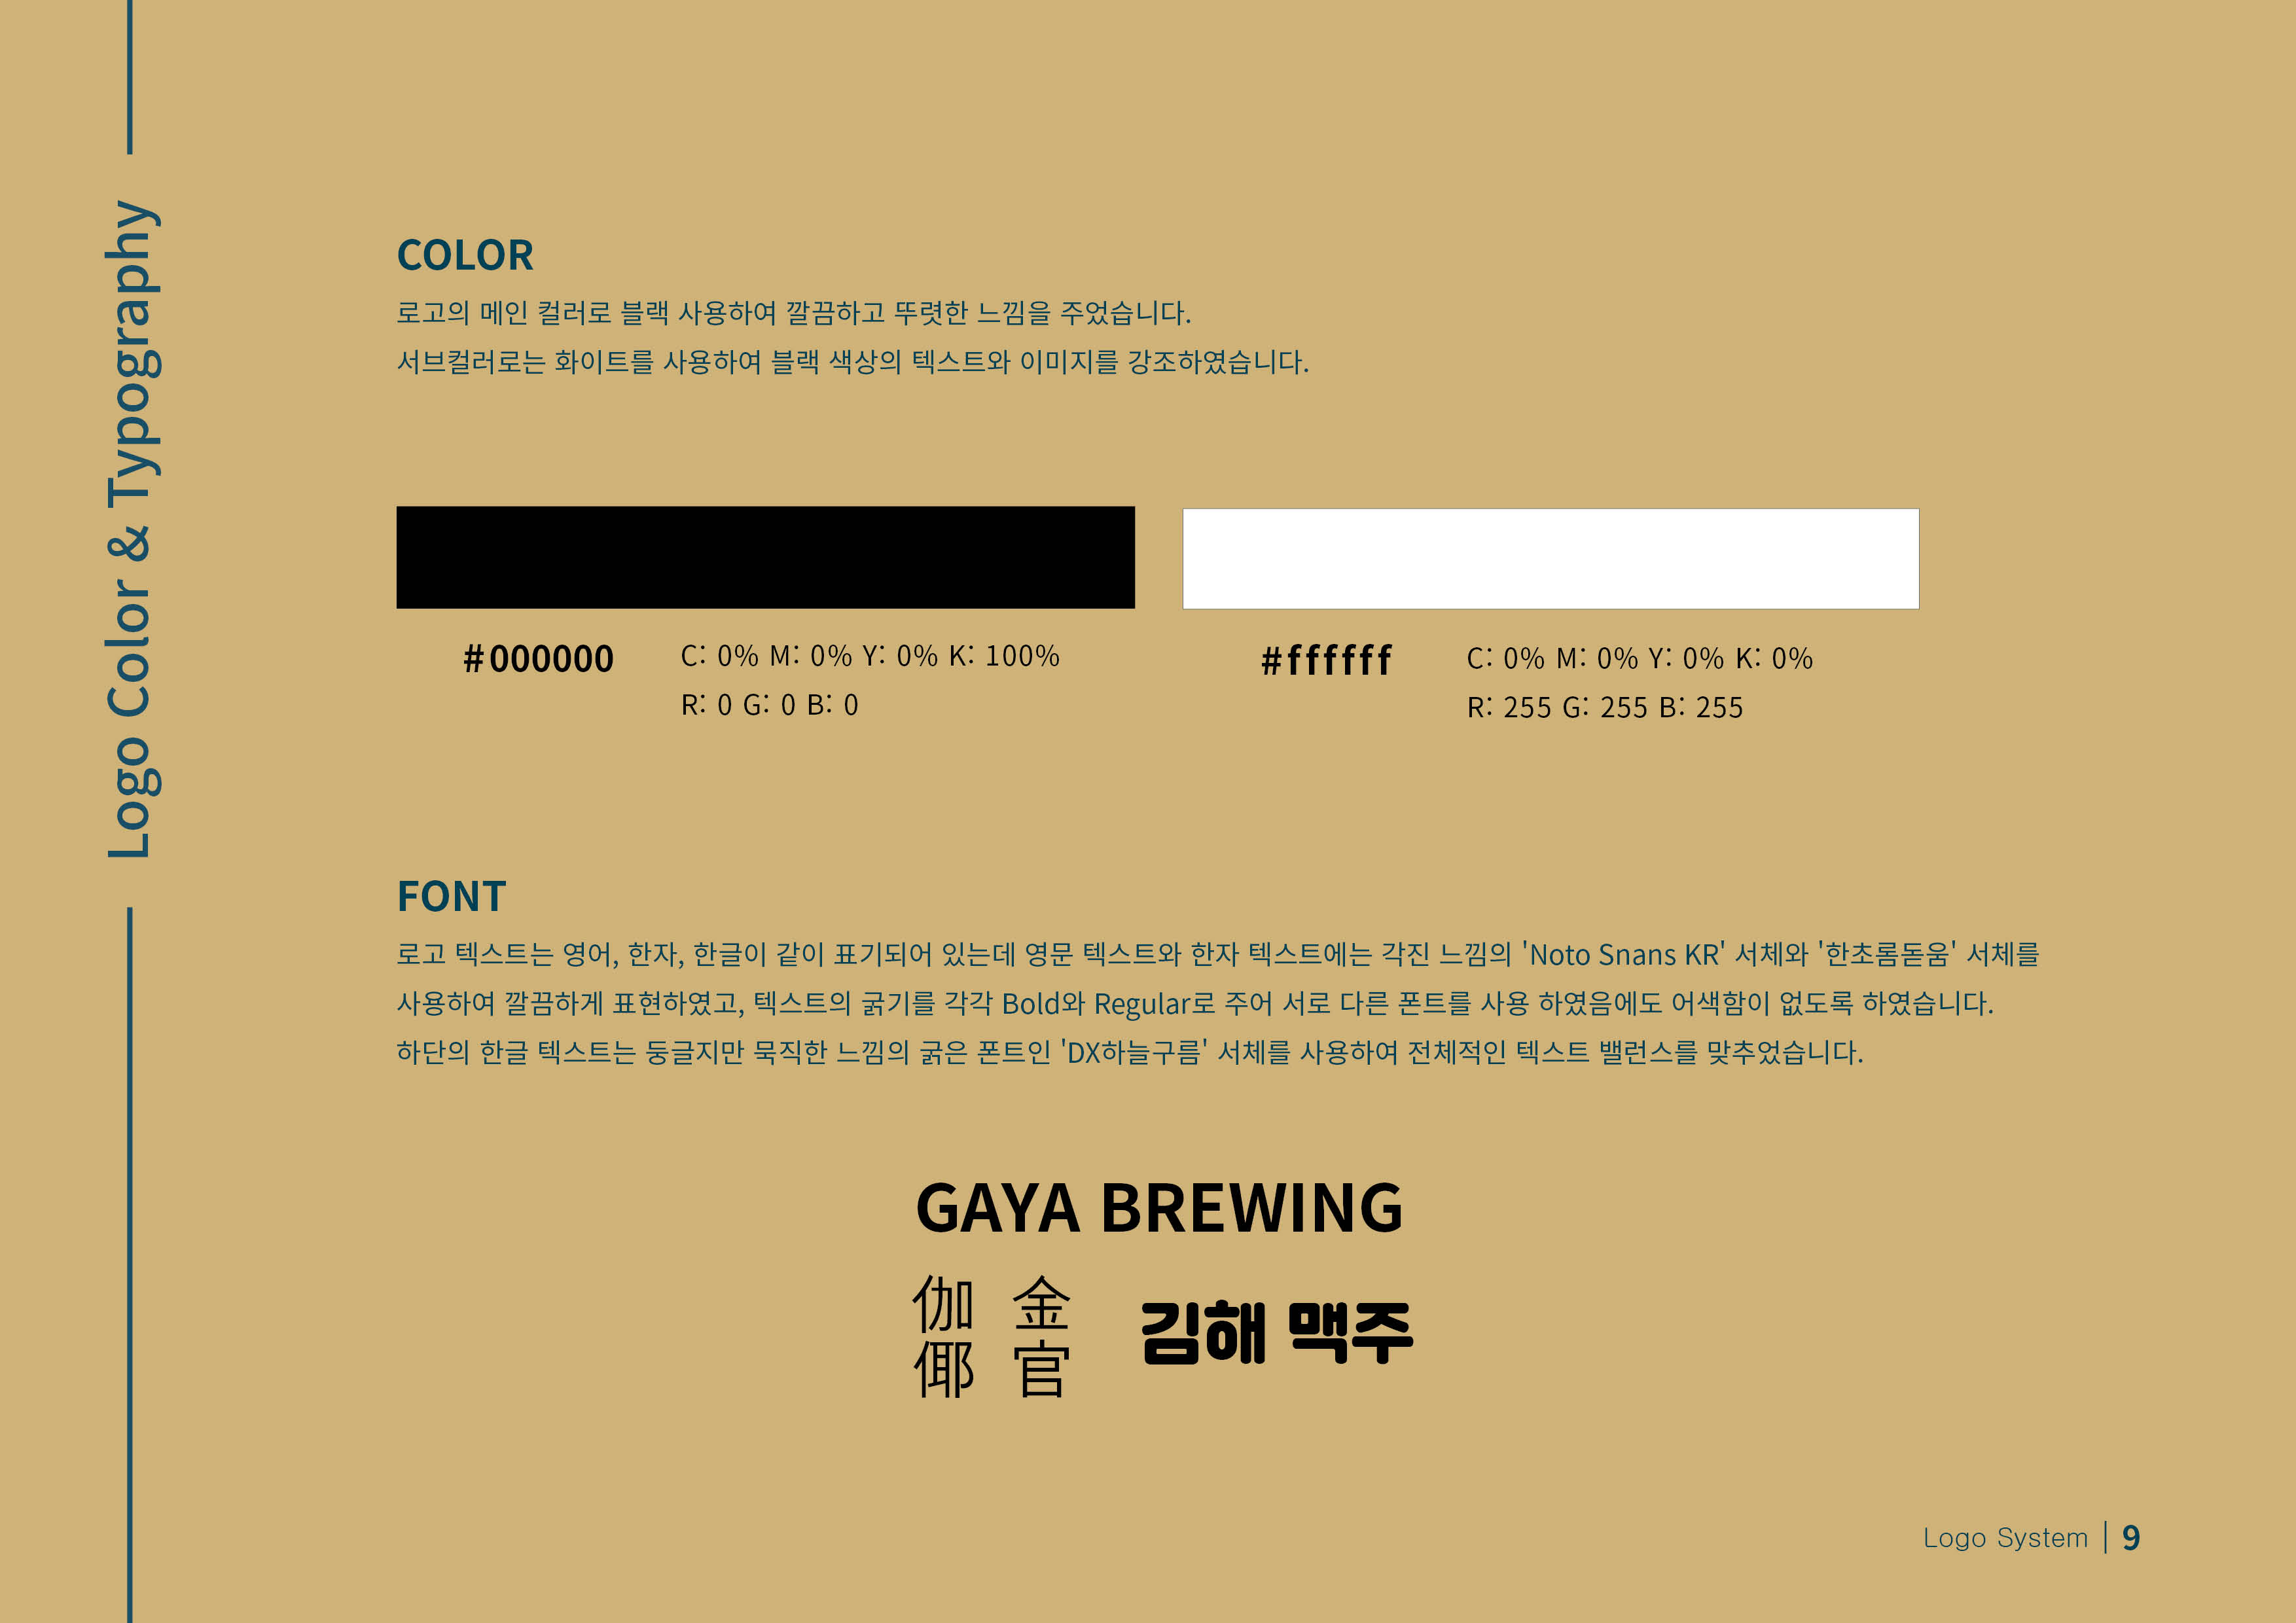 Logo Color & Typography
COLOR
로고의 메인 컬러로 블랙 사용하여 깔끔하고 뚜렷한 느낌을 주었습니다.
서브컬러로는 화이트를 사용하여 블랙 색상의 텍스트와 이미지를 강조하였습니다.
#000000
C: 0% M: 0% Y: 0% K: 100%
R: 0 G: 0 B: 0
#ffffff
C: 0% M: 0% Y: 0% K: 0%
R: 255 G: 255 B: 255
FONT
로고 텍스트는 영어, 한자, 한글이 같이 표기되어 있는데 영문 텍스트와 한자 텍스트에는 각진 느낌의 'Noto Snans KR' 서체와 '한초롬돋움' 서체를
사용하여 깔끔하게 표현하였고, 텍스트의 굵기를 각각 Bold와 Regular로 주어 서로 다른 폰트를 사용 하였음에도 어색함이 없도록 하였습니다.
하단의 한글 텍스트는 둥글지만 묵직한 느낌의 굵은 폰트인 'DX하늘구름' 서체를 사용하여 전체적인 텍스트 밸런스를 맞추었습니다.
GAYA BREWING
金官
伽倻
김해 맥주
Logo System | 9